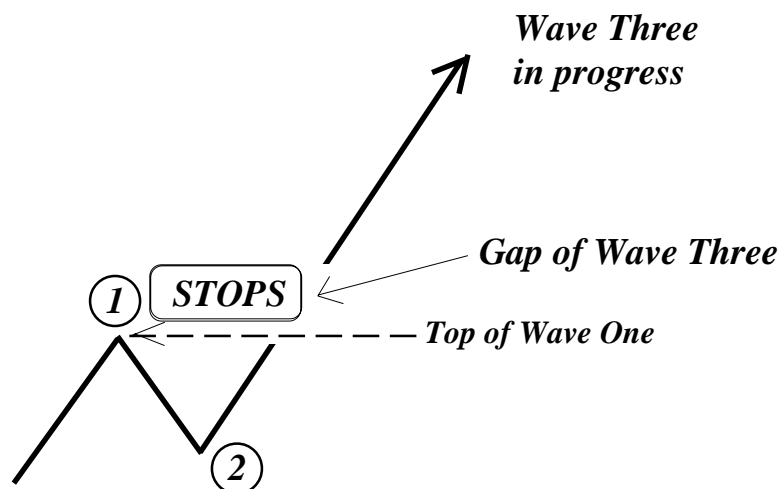 Wave Three
in progress
Gap of Wave Three
1
STOPS
Top of Wave One
2